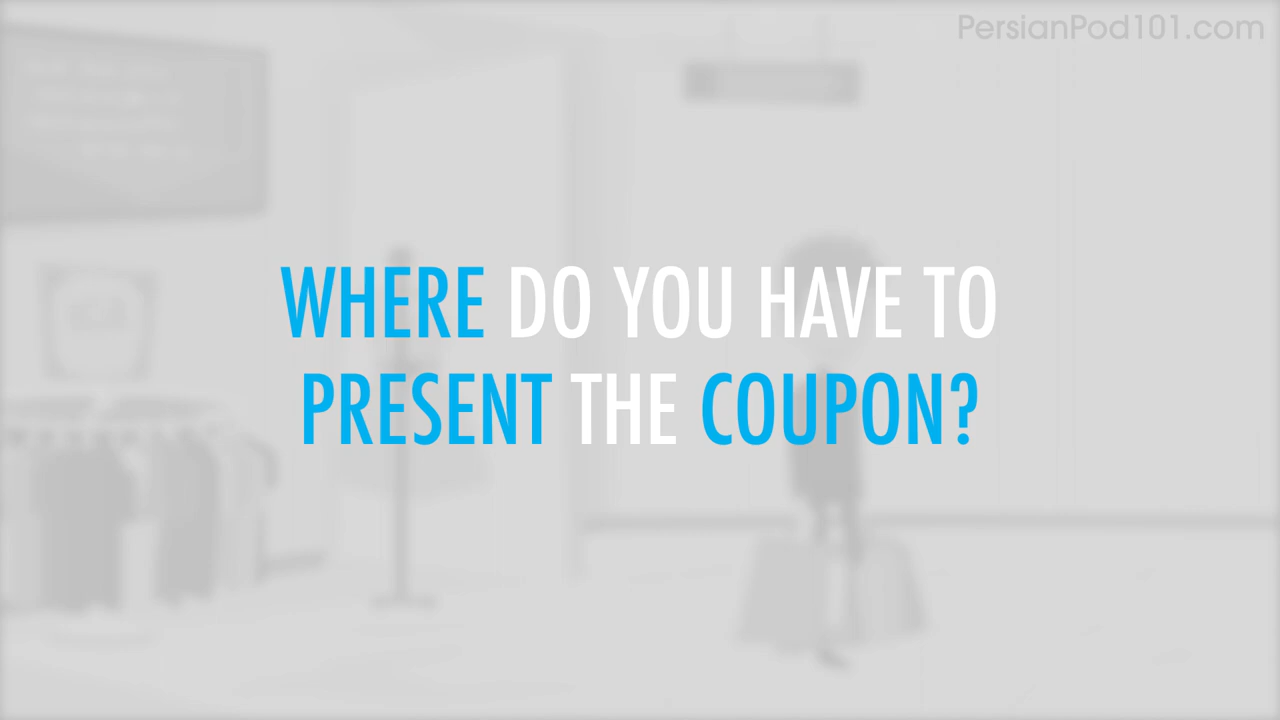 PersianPod101.com
WHERE DO YOU HAVE TO
PRESENT THE COUPON?